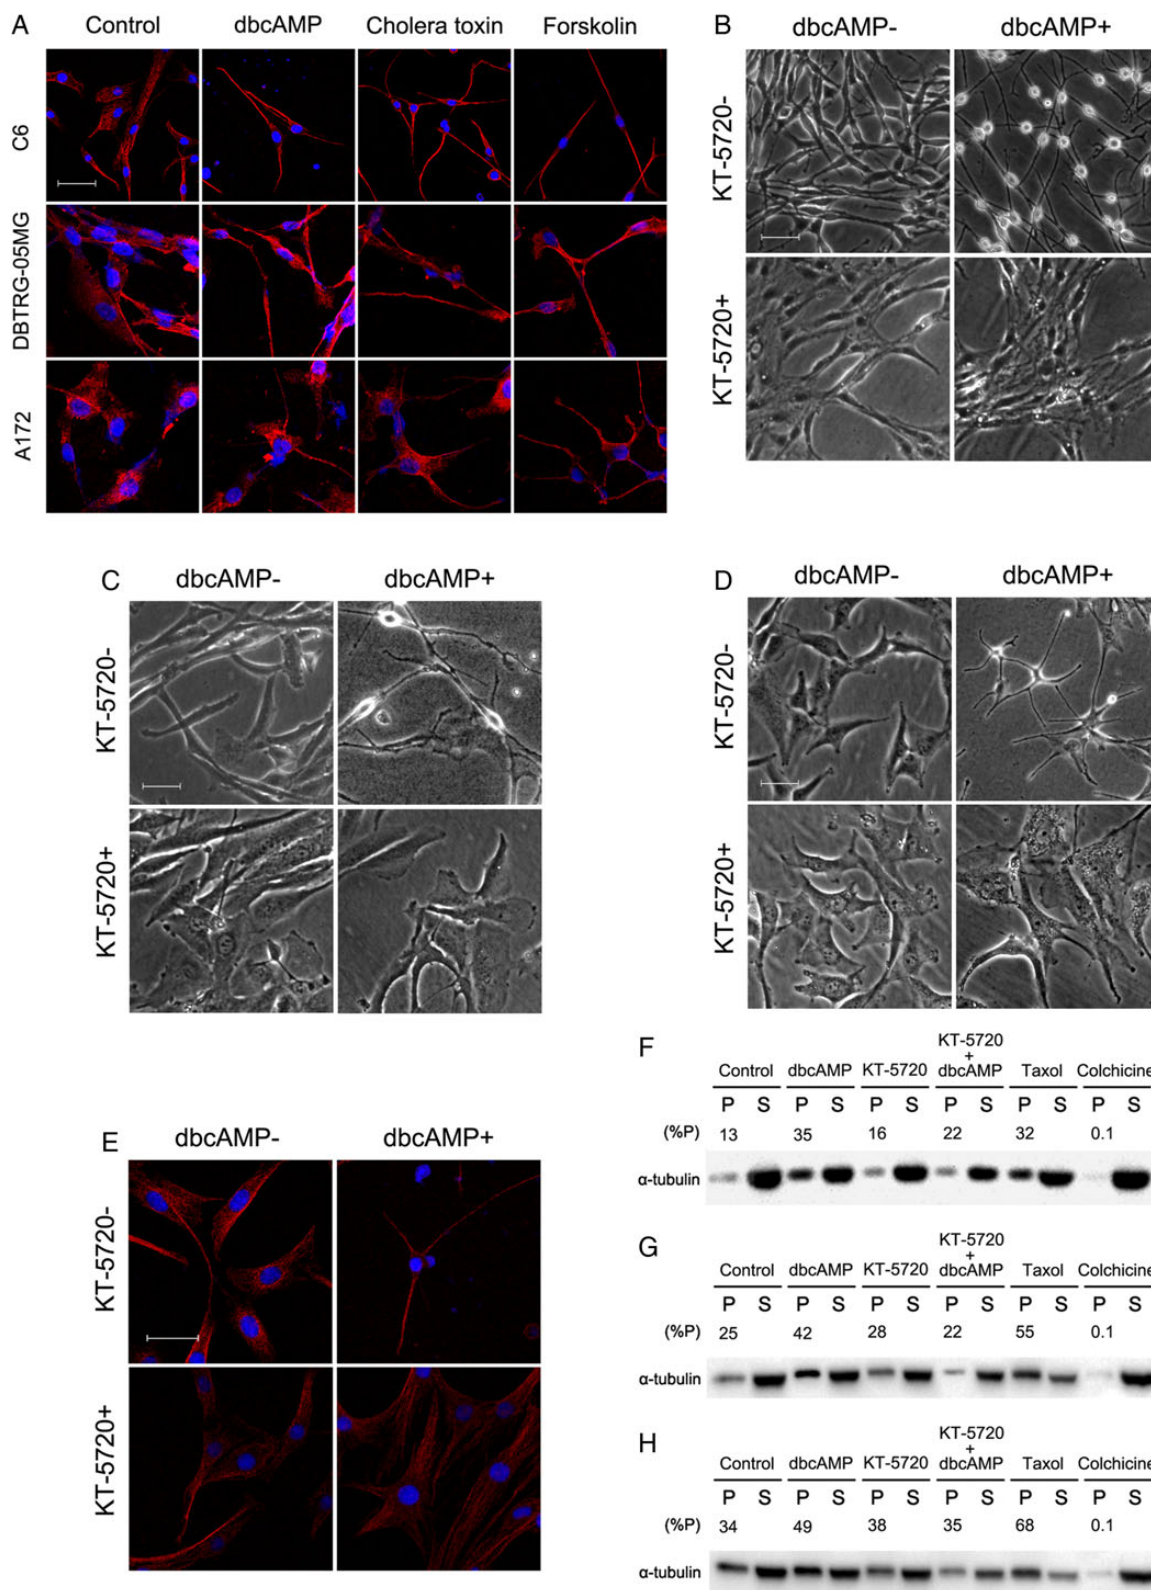 A
Control dbcAMP Cholera toxin Forskolin
C6
DBTRG-05MG
A172
B
dbcAMP- dbcAMP+
KT-5720-
KT-5720+
C
dbcAMP- dbcAMP+
KT-5720-
KT-5720+
D
dbcAMP- dbcAMP+
KT-5720-
KT-5720+
E
dbcAMP- dbcAMP+
KT-5720-
KT-5720+
F
KT-5720
+
Control dbcAMP KT-5720 dbcAMP Taxol Colchicine
P S P S P S P S P S P S
(%P) 13 35 16 22 32 0.1
α-tubulin
G
KT-5720
+
Control dbcAMP KT-5720 dbcAMP Taxol Colchicine
P S P S P S P S P S P S
(%P) 25 42 28 22 55 0.1
α-tubulin
H
KT-5720
+
Control dbcAMP KT-5720 dbcAMP Taxol Colchicine
P S P S P S P S P S P S
(%P) 34 49 38 35 68 0.1
α-tubulin